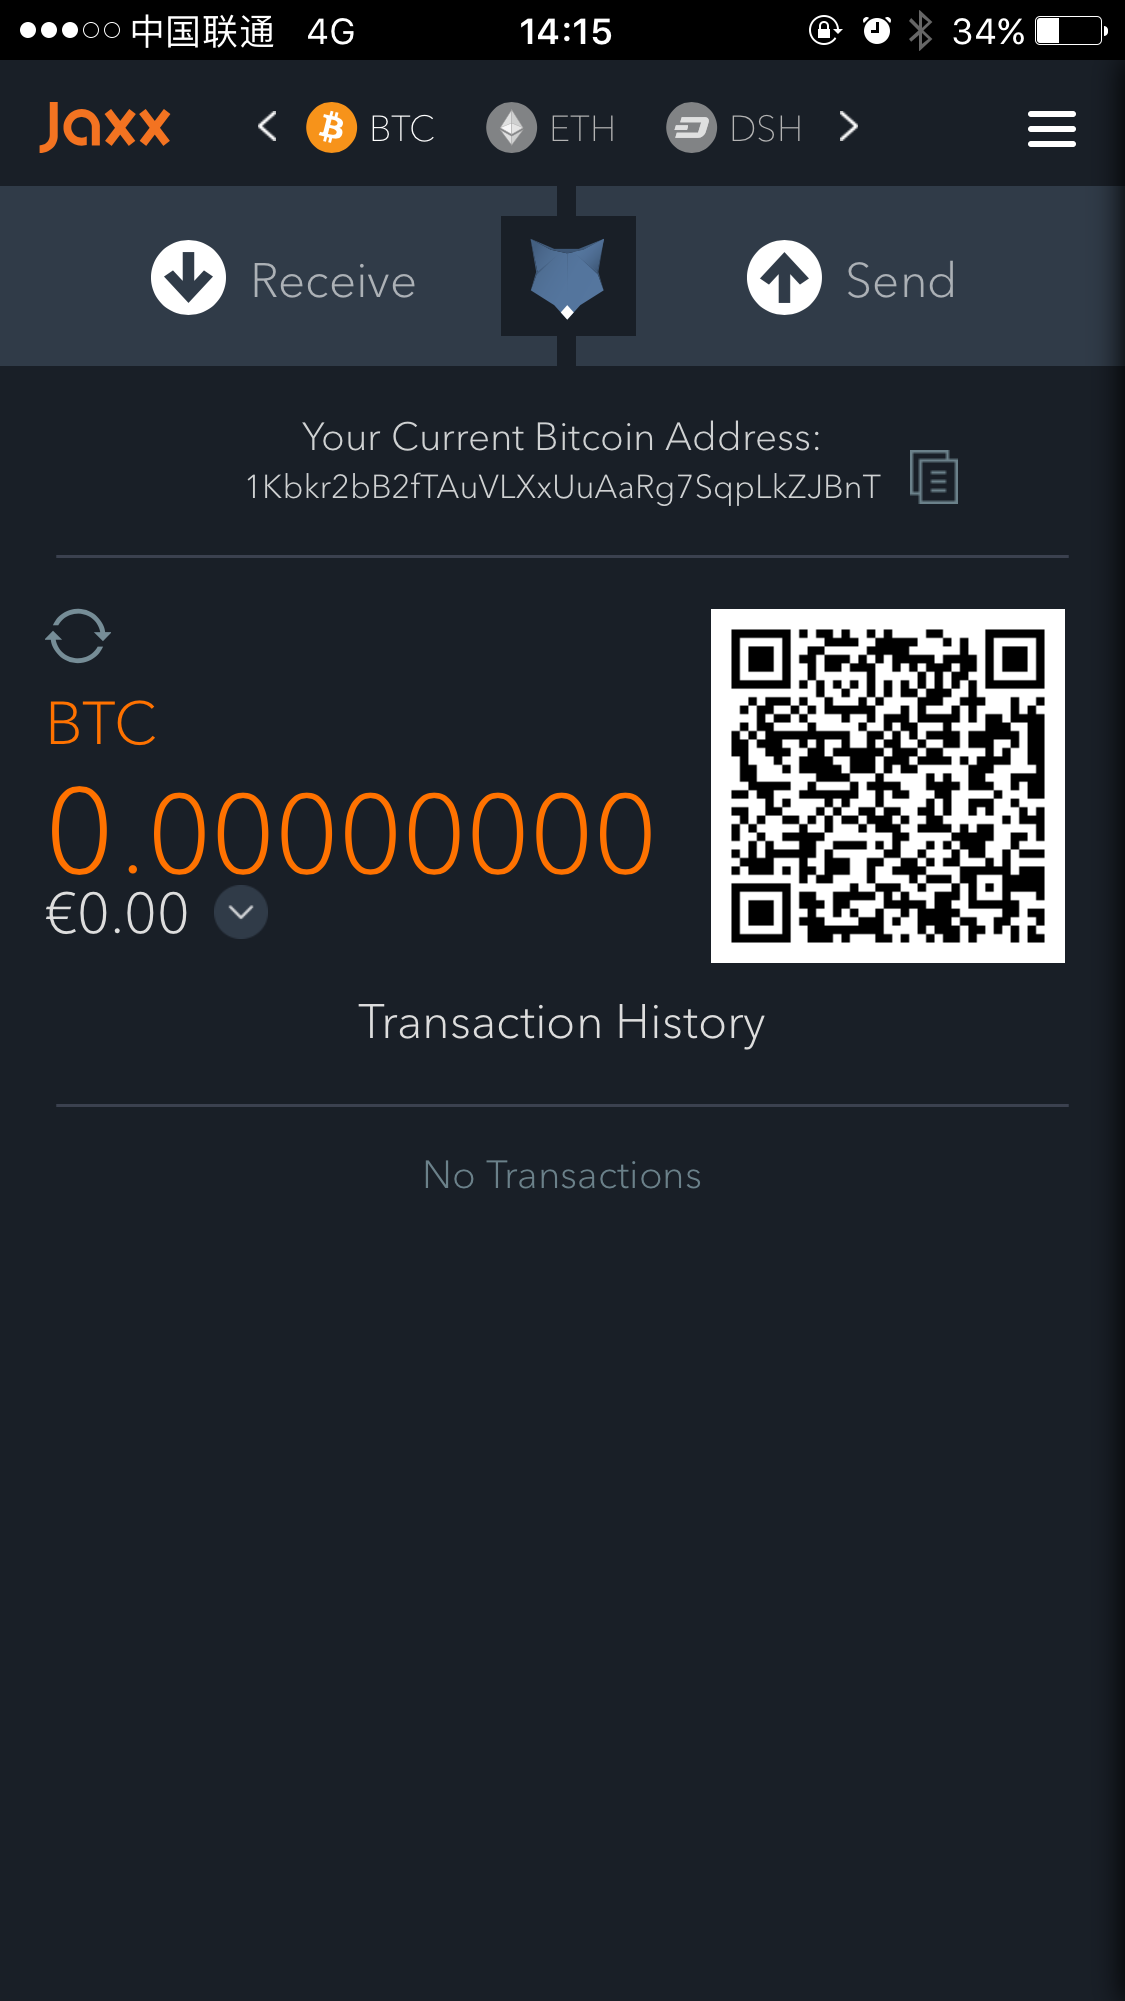 中国联通 4G 14:15 34%
Jaxx BTC ETH DSH
Receive Send
Your Current Bitcoin Address:
1Kbkr2bB2fTAuVLXxUuAaRg7SqpLkZJBnT
BTC
0.00000000
€0.00
Transaction History
No Transactions